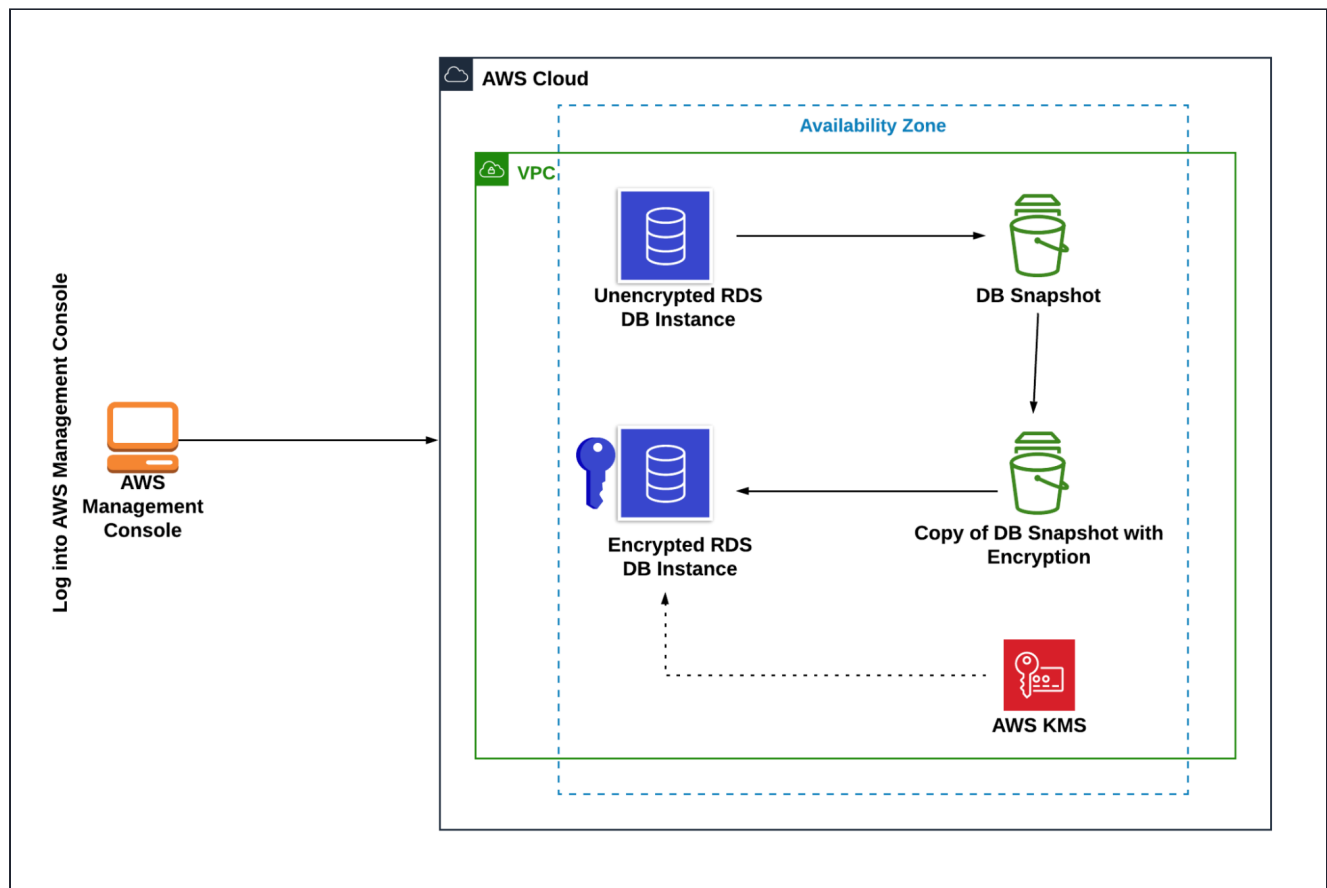 AWS Cloud
Availability Zone
VPC
Unencrypted RDS
DB Instance
DB Snapshot
Log into AWS Management Console
AWS
Management
Console
Encrypted RDS
DB Instance
Copy of DB Snapshot with
Encryption
AWS KMS